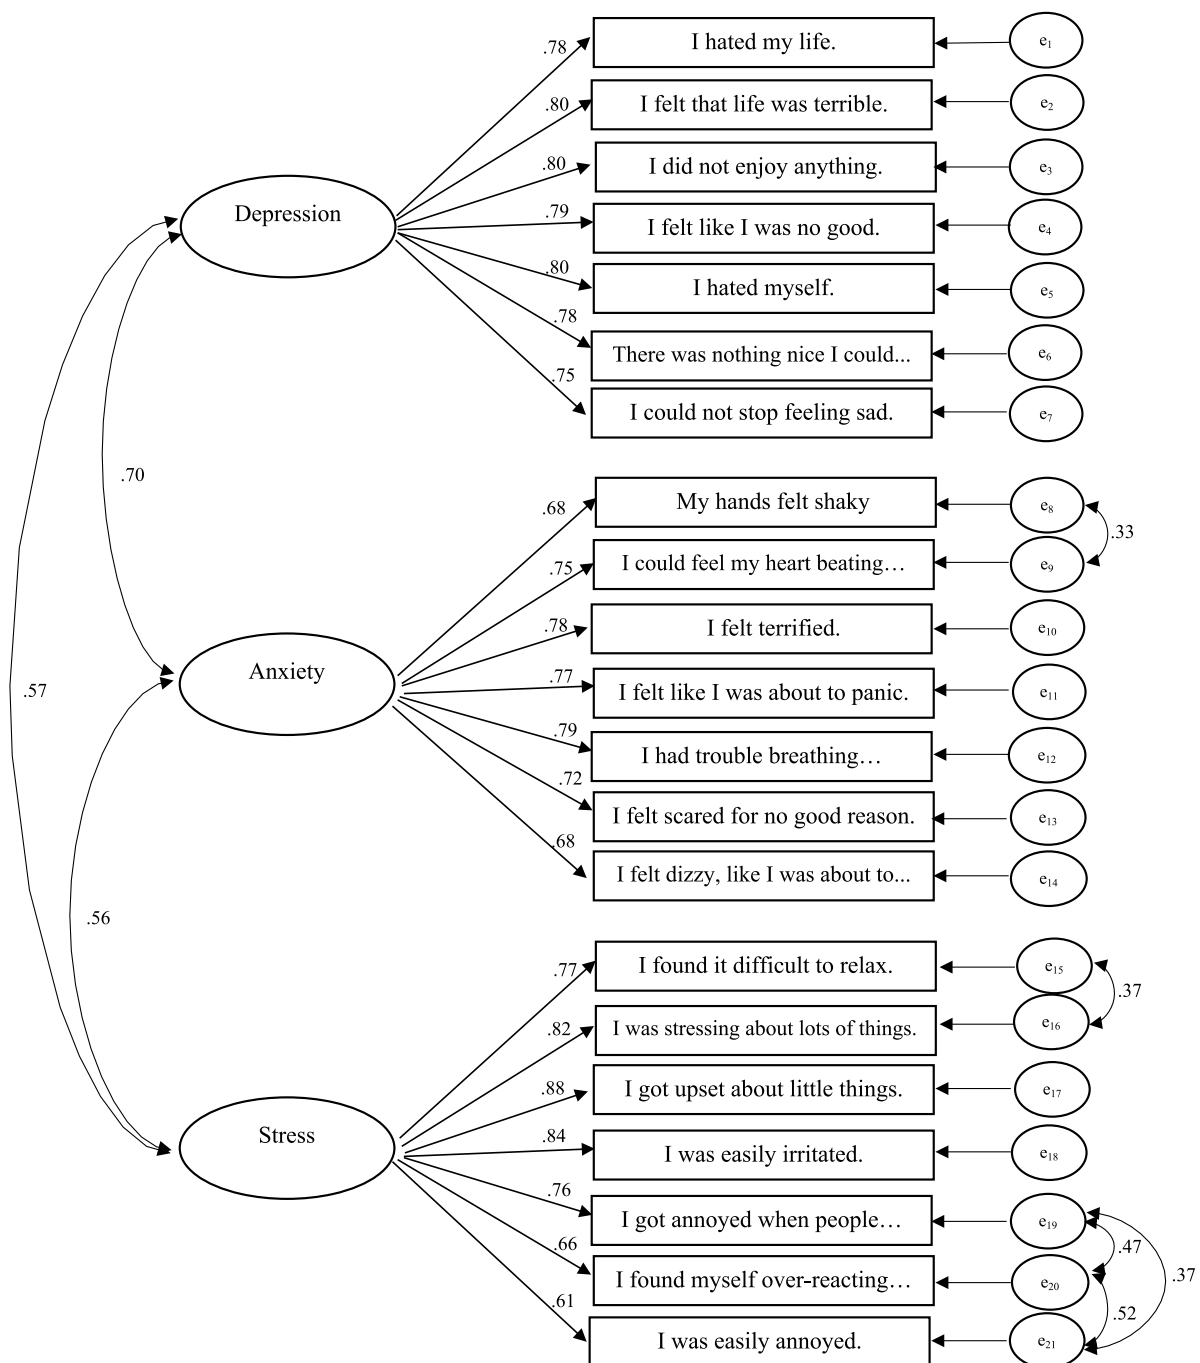 .78
I hated my life.
e1
.80
I felt that life was terrible.
e2
.80
I did not enjoy anything.
e3
Depression
.79
I felt like I was no good.
e4
.80
I hated myself.
e5
.78
There was nothing nice I could...
e6
.75
I could not stop feeling sad.
e7
.70
.68
My hands felt shaky
e8
.33
.75
I could feel my heart beating…
e9
.78
I felt terrified.
e10
Anxiety
.77
I felt like I was about to panic.
e11
.57
.79
I had trouble breathing…
e12
.72
I felt scared for no good reason.
e13
.68
I felt dizzy, like I was about to...
e14
.56
.77
I found it difficult to relax.
e15
.37
.82
I was stressing about lots of things.
e16
.88
I got upset about little things.
e17
Stress
.84
I was easily irritated.
e18
.76
I got annoyed when people…
e19
.47
.66
I found myself over-reacting…
e20
.37
.52
.61
I was easily annoyed.
e21